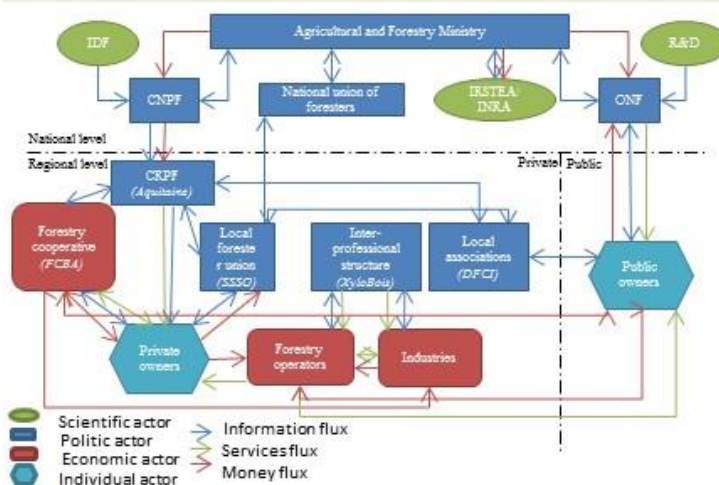 Agricultural and Forestry Ministry
IDF
R&D
CNPF
National union of
foresters
IRSTEA/
INRA
ONF
National level
Regional level
Private
Public
CRPF
(Aquitaine)
Forestry
cooperative
(FCBA)
Local
foreste
r union
(SSSO)
Inter-
professional
structure
(XyloBois)
Local
associations
(DFCI)
Public
owners
Private
owners
Forestry
operators
Industries
Scientific actor
Politic actor
Economic actor
Individual actor
Information flux
Services flux
Money flux